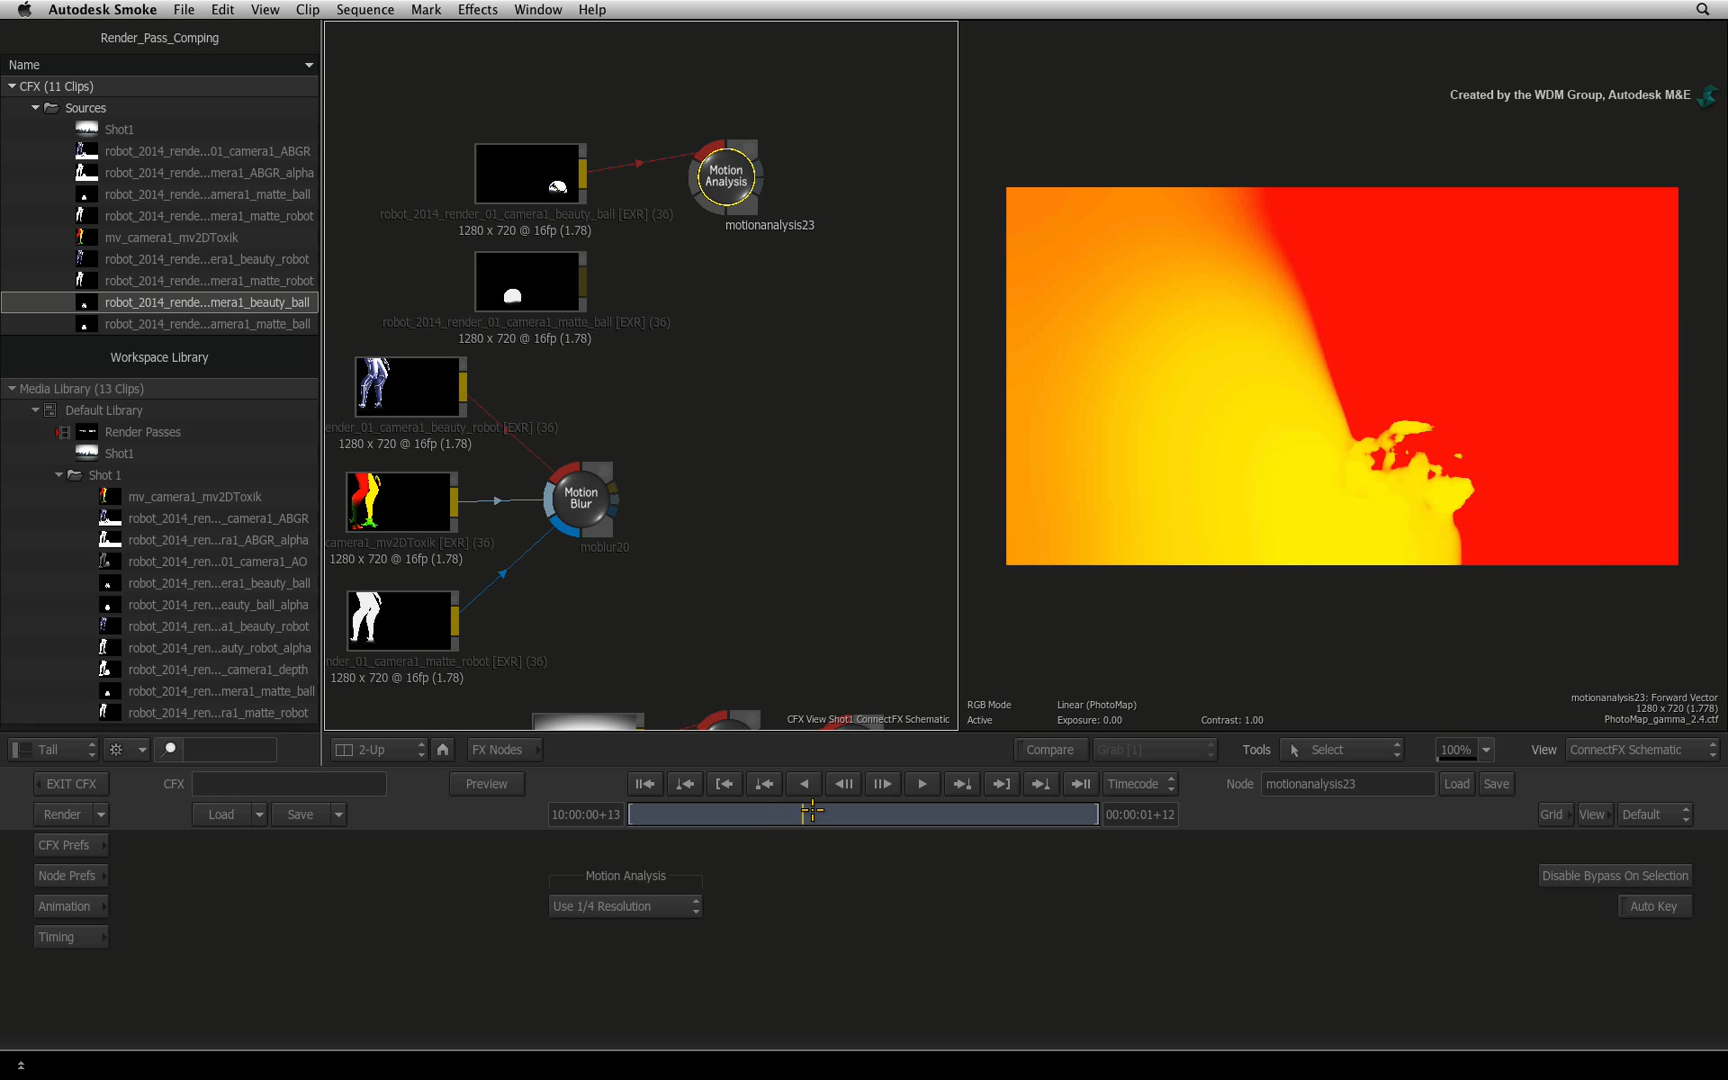 Autodesk Smoke File Edit View Clip Sequence Mark Effects Window Help
Render_Pass_Comping
Name
CFX (11 Clips)
Sources
Shot1
robot_2014_rende...01_camera1_ABGR
robot_2014_rende...mera1_ABGR_alpha
robot_2014_rende...amera1_matte_ball
robot_2014_rende...mera1_matte_robot
mv_camera1_mv2DToxik
robot_2014_rende...era1_beauty_robot
robot_2014_rende...mera1_matte_robot
robot_2014_rende...mera1_beauty_ball
robot_2014_rende...amera1_matte_ball
Workspace Library
Media Library (13 Clips)
Default Library
Render Passes
Shot1
Shot 1
mv_camera1_mv2DToxik
robot_2014_ren..._camera1_ABGR
robot_2014_ren...ra1_ABGR_alpha
robot_2014_ren...01_camera1_AO
robot_2014_ren...era1_beauty_ball
robot_2014_ren...eauty_ball_alpha
robot_2014_ren...a1_beauty_robot
robot_2014_ren...auty_robot_alpha
robot_2014_ren..._camera1_depth
robot_2014_ren...mera1_matte_ball
robot_2014_ren...ra1_matte_robot
Motion
Analysis
motionanalysis23
robot_2014_render_01_camera1_beauty_ball [EXR] (36)
1280 x 720 @ 16fp (1.78)
robot_2014_render_01_camera1_matte_ball [EXR] (36)
1280 x 720 @ 16fp (1.78)
ender_01_camera1_beauty_robot [EXR] (36)
1280 x 720 @ 16fp (1.78)
Motion
Blur
moblur20
camera1_mv2DToxik [EXR] (36)
1280 x 720 @ 16fp (1.78)
nder_01_camera1_matte_robot [EXR] (36)
1280 x 720 @ 16fp (1.78)
CFX View Shot1 ConnectFX Schematic
Created by the WDM Group, Autodesk M&E
RGB Mode Linear (PhotoMap)
Active Exposure: 0.00 Contrast: 1.00
motionanalysis23: Forward Vector
1280 x 720 (1.778)
PhotoMap_gamma_2.4.ctf
Tall 2-Up FX Nodes Compare Grab [1] Tools Select 100% View ConnectFX Schematic
EXIT CFX CFX Preview Timecode Node motionanalysis23 Load Save
Render Load Save 10:00:00+13 00:00:01+12 Grid View Default
CFX Prefs
Node Prefs
Animation
Timing
Motion Analysis
Use 1/4 Resolution
Disable Bypass On Selection
Auto Key